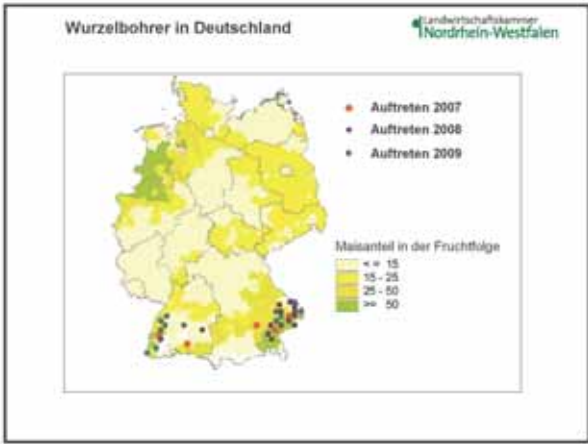 Wurzelbohrer in Deutschland
Landwirtschaftskammer
Nordrhein-Westfalen
Auftreten 2007
Auftreten 2008
Auftreten 2009
Maisanteil in der Fruchtfolge
<= 15
15 - 25
25 - 50
>= 50